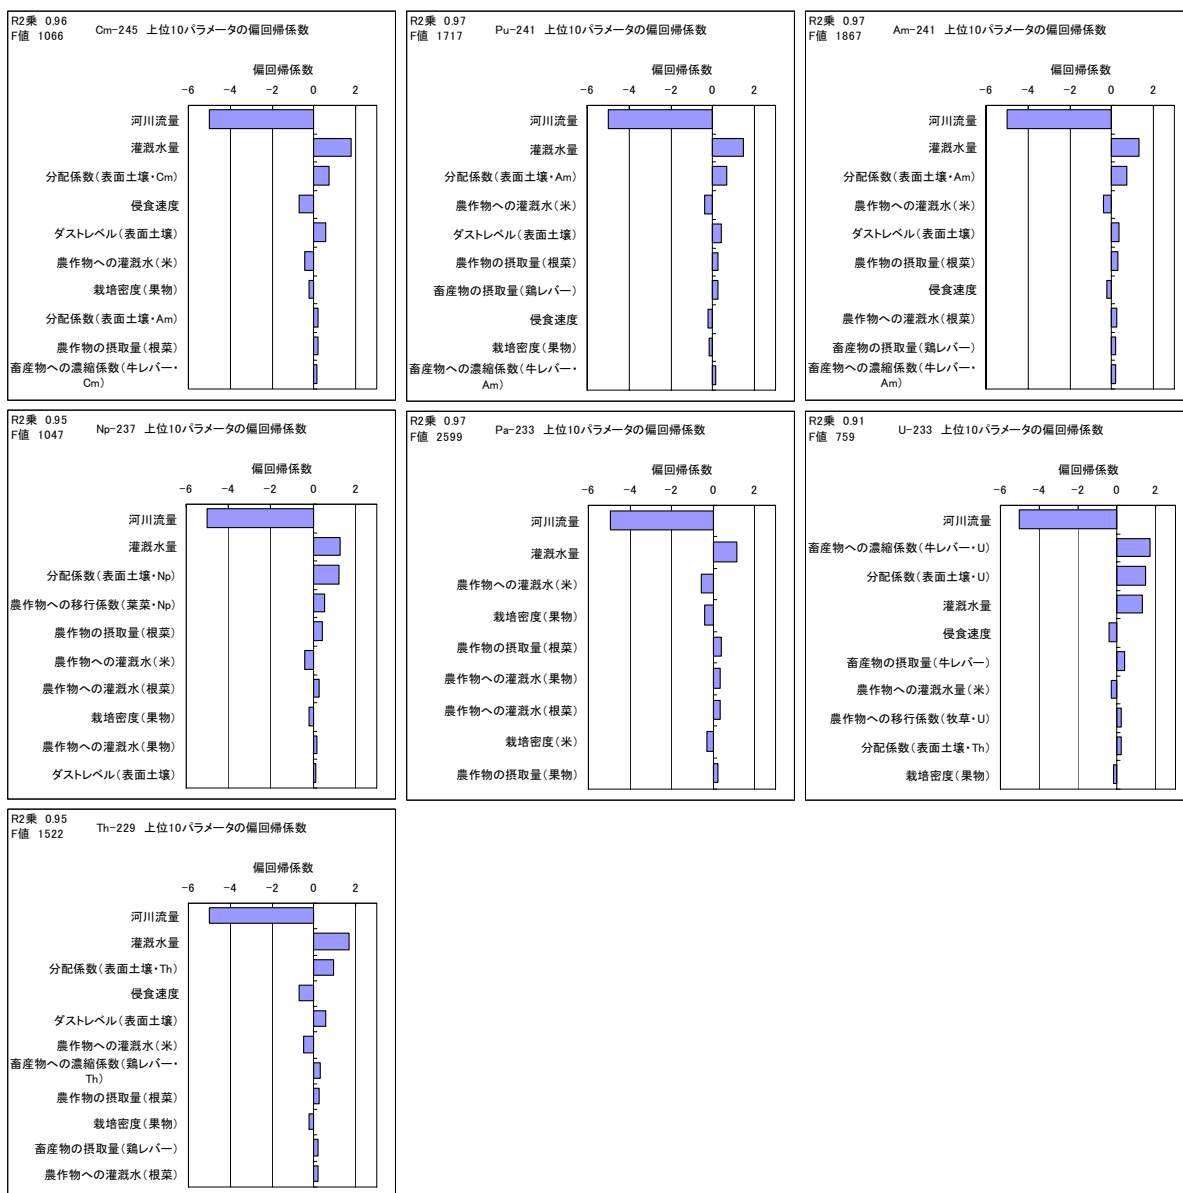 R2乗 0.96
F値 1066
Cm-245 上位10パラメータの偏回帰係数
偏回帰係数
-6 -4 -2 0 2
河川流量
灌漑水量
分配係数(表面土壌・Cm)
侵食速度
ダストレベル(表面土壌)
農作物への灌漑水(米)
栽培密度(果物)
分配係数(表面土壌・Am)
農作物の摂取量(根菜)
畜産物への濃縮係数(牛レバー・
Cm)
R2乗 0.97
F値 1717
Pu-241 上位10パラメータの偏回帰係数
偏回帰係数
-6 -4 -2 0 2
河川流量
灌漑水量
分配係数(表面土壌・Am)
農作物への灌漑水(米)
ダストレベル(表面土壌)
農作物の摂取量(根菜)
畜産物の摂取量(鶏レバー)
侵食速度
栽培密度(果物)
畜産物への濃縮係数(牛レバー・
Am)
R2乗 0.97
F値 1867
Am-241 上位10パラメータの偏回帰係数
偏回帰係数
-6 -4 -2 0 2
河川流量
灌漑水量
分配係数(表面土壌・Am)
農作物への灌漑水(米)
ダストレベル(表面土壌)
農作物の摂取量(根菜)
侵食速度
農作物への灌漑水(根菜)
畜産物の摂取量(鶏レバー)
畜産物への濃縮係数(牛レバー・
Am)
R2乗 0.95
F値 1047
Np-237 上位10パラメータの偏回帰係数
偏回帰係数
-6 -4 -2 0 2
河川流量
灌漑水量
分配係数(表面土壌・Np)
農作物への移行係数(葉菜・Np)
農作物の摂取量(根菜)
農作物への灌漑水(米)
農作物への灌漑水(根菜)
栽培密度(果物)
農作物への灌漑水(果物)
ダストレベル(表面土壌)
R2乗 0.97
F値 2599
Pa-233 上位10パラメータの偏回帰係数
偏回帰係数
-6 -4 -2 0 2
河川流量
灌漑水量
農作物への灌漑水(米)
栽培密度(果物)
農作物の摂取量(根菜)
農作物への灌漑水(果物)
農作物への灌漑水(根菜)
栽培密度(米)
農作物の摂取量(果物)
R2乗 0.91
F値 759
U-233 上位10パラメータの偏回帰係数
偏回帰係数
-6 -4 -2 0 2
河川流量
畜産物への濃縮係数(牛レバー・U)
分配係数(表面土壌・U)
灌漑水量
侵食速度
畜産物の摂取量(牛レバー)
農作物への灌漑水量(米)
農作物への移行係数(牧草・U)
分配係数(表面土壌・Th)
栽培密度(果物)
R2乗 0.95
F値 1522
Th-229 上位10パラメータの偏回帰係数
偏回帰係数
-6 -4 -2 0 2
河川流量
灌漑水量
分配係数(表面土壌・Th)
侵食速度
ダストレベル(表面土壌)
農作物への灌漑水(米)
畜産物への濃縮係数(鶏レバー・
Th)
農作物の摂取量(根菜)
栽培密度(果物)
畜産物の摂取量(鶏レバー)
農作物への灌漑水(根菜)